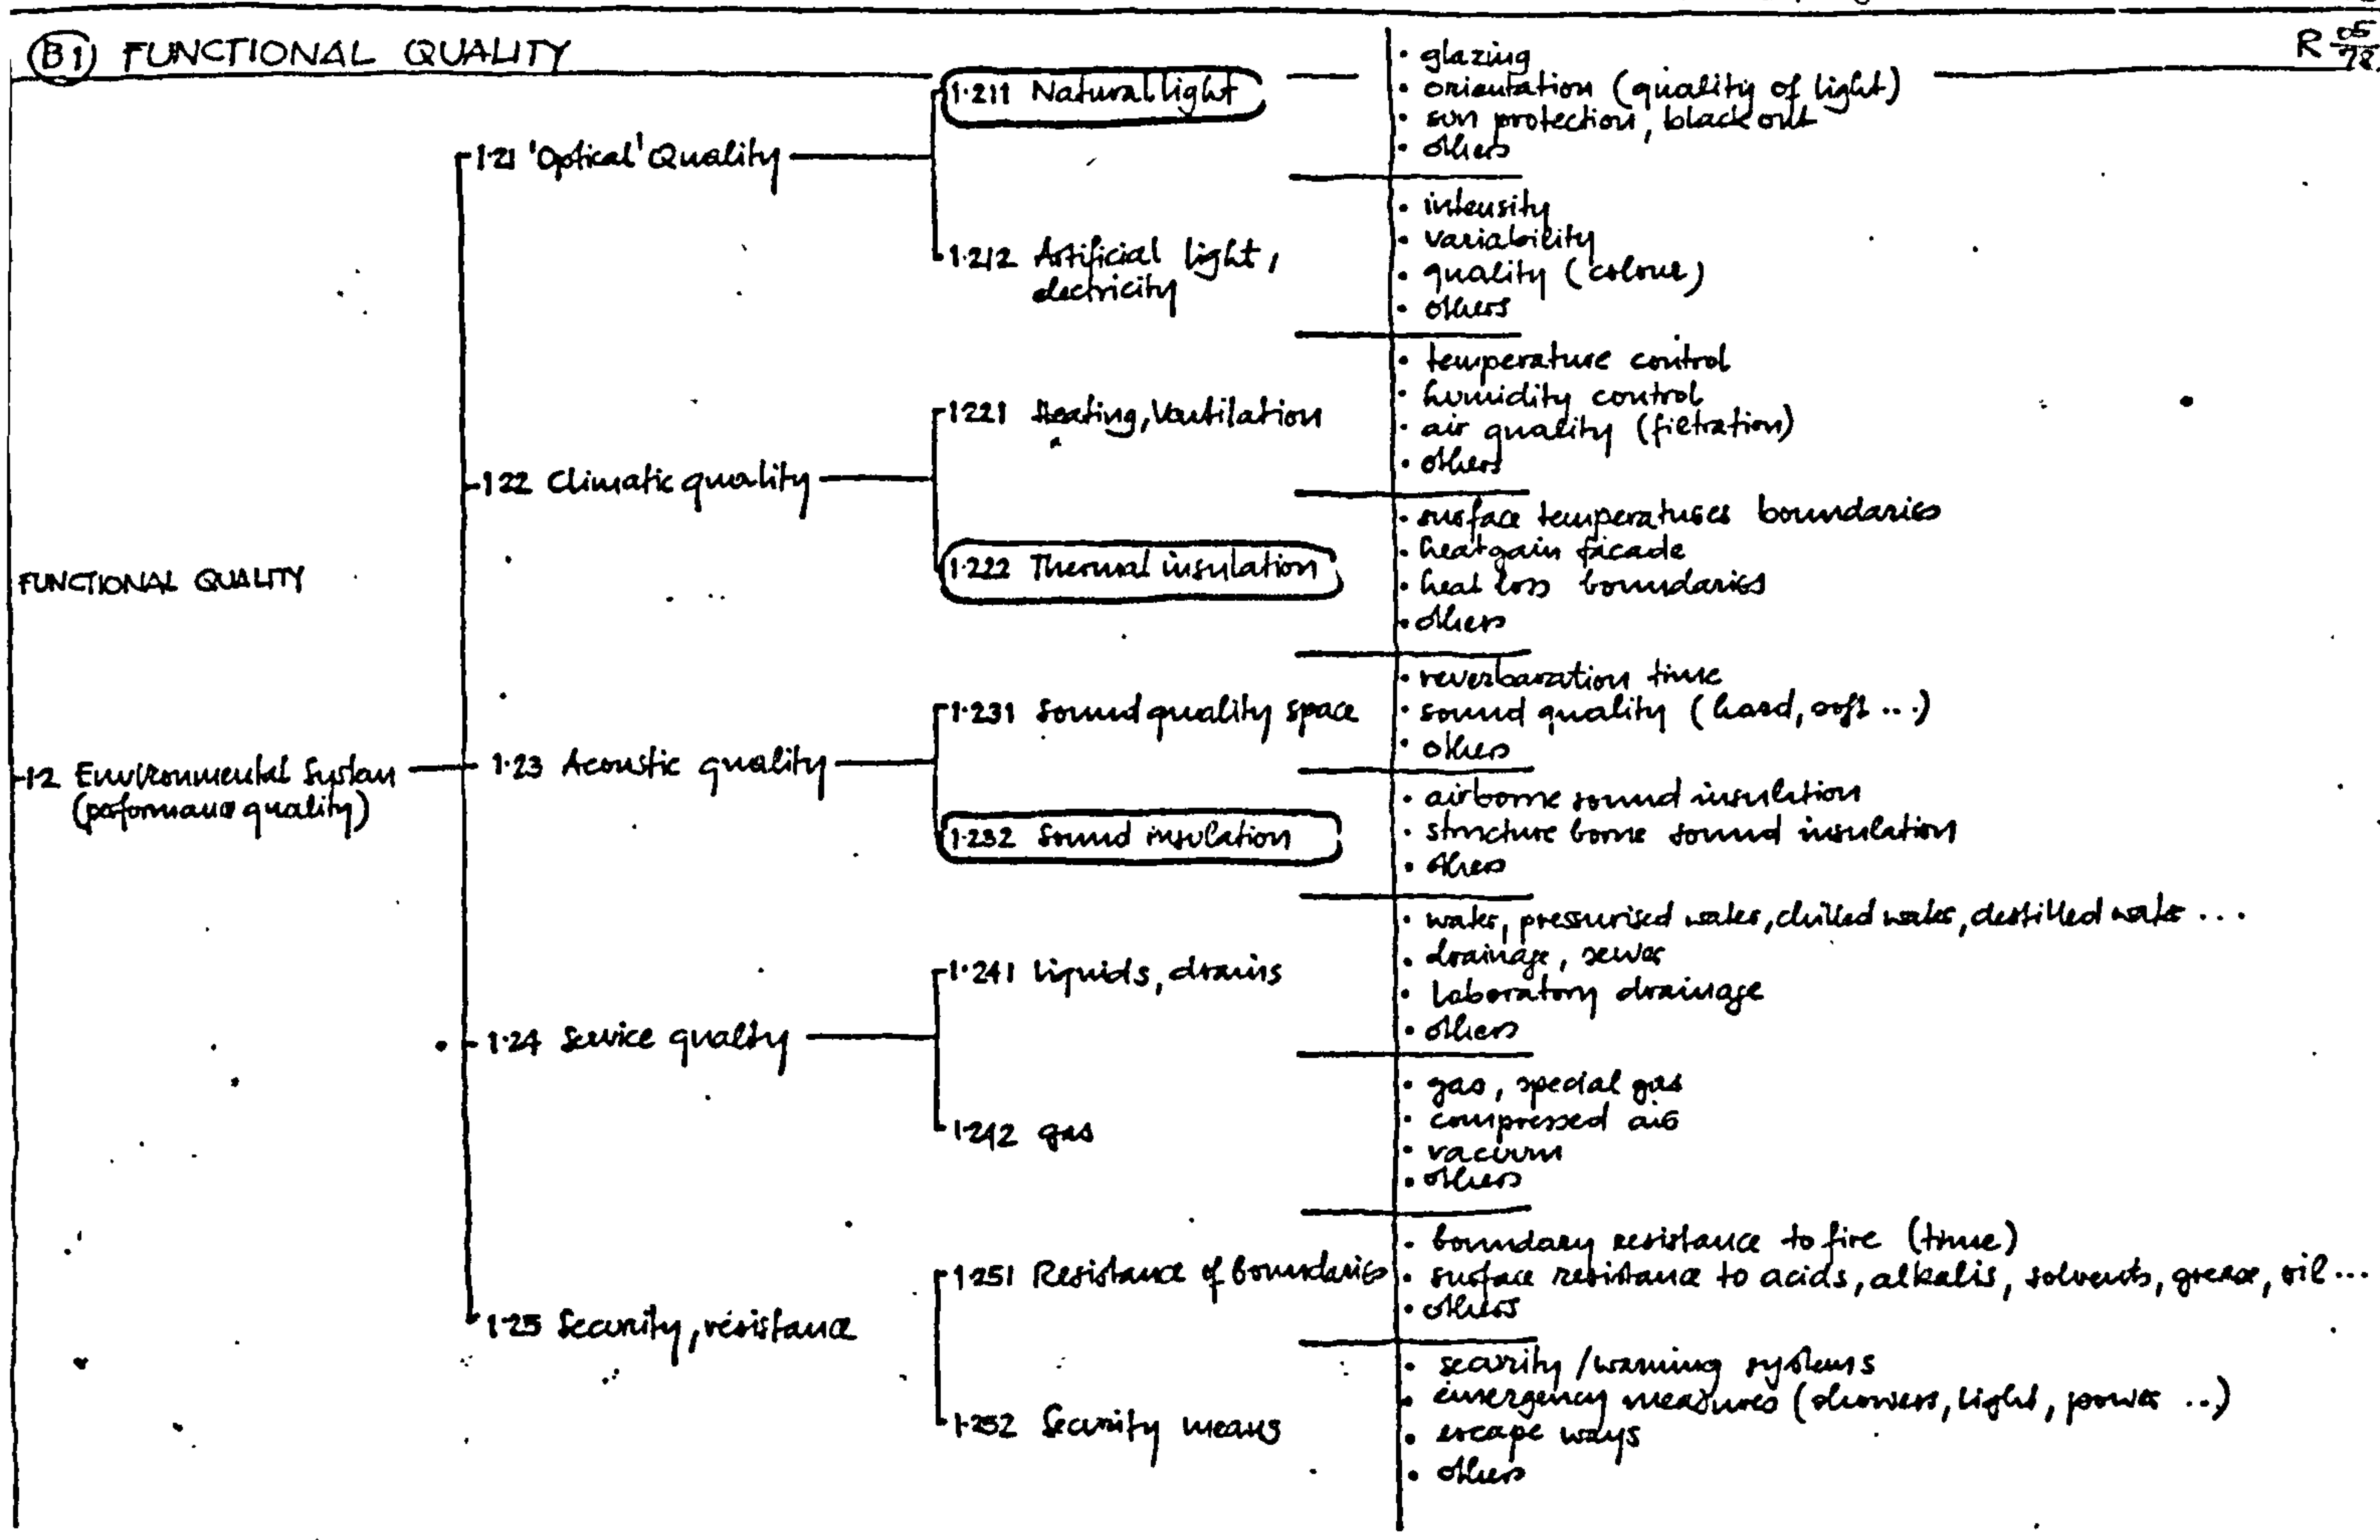 B1 FUNCTIONAL QUALITY
R 05/78
FUNCTIONAL QUALITY
1·2 Environmental System
(performance quality)
1·21 'Optical' Quality
1·211 Natural light
• glazing
• orientation (quality of light)
• sun protection, blackout
• others
1·212 Artificial light,
electricity
• intensity
• variability
• quality (colour)
• others
1·22 Climatic quality
1·221 Heating, Ventilation
• temperature control
• humidity control
• air quality (filtration)
• others
1·222 Thermal insulation
• surface temperatures boundaries
• heatgain facade
• heat loss boundaries
• others
1·23 Acoustic quality
1·231 Sound quality space
• reverbaration time
• sound quality (hard, soft ...)
• others
1·232 Sound insulation
• airborne sound insulation
• structure borne sound insulation
• others
1·24 Service quality
1·241 liquids, drains
• water, pressurised water, chilled water, destilled water ...
• drainage, sewer
• laboratory drainage
• others
1·242 gas
• gas, special gas
• compressed air
• vacuum
• others
1·25 Security, resistance
1·251 Resistance of boundaries
• boundary resistance to fire (time)
• surface resistance to acids, alkalis, solvents, grease, oil ...
• others
1·252 Security means
• security /warning systems
• emergency measures (showers, light, power ...)
• escape ways
• others